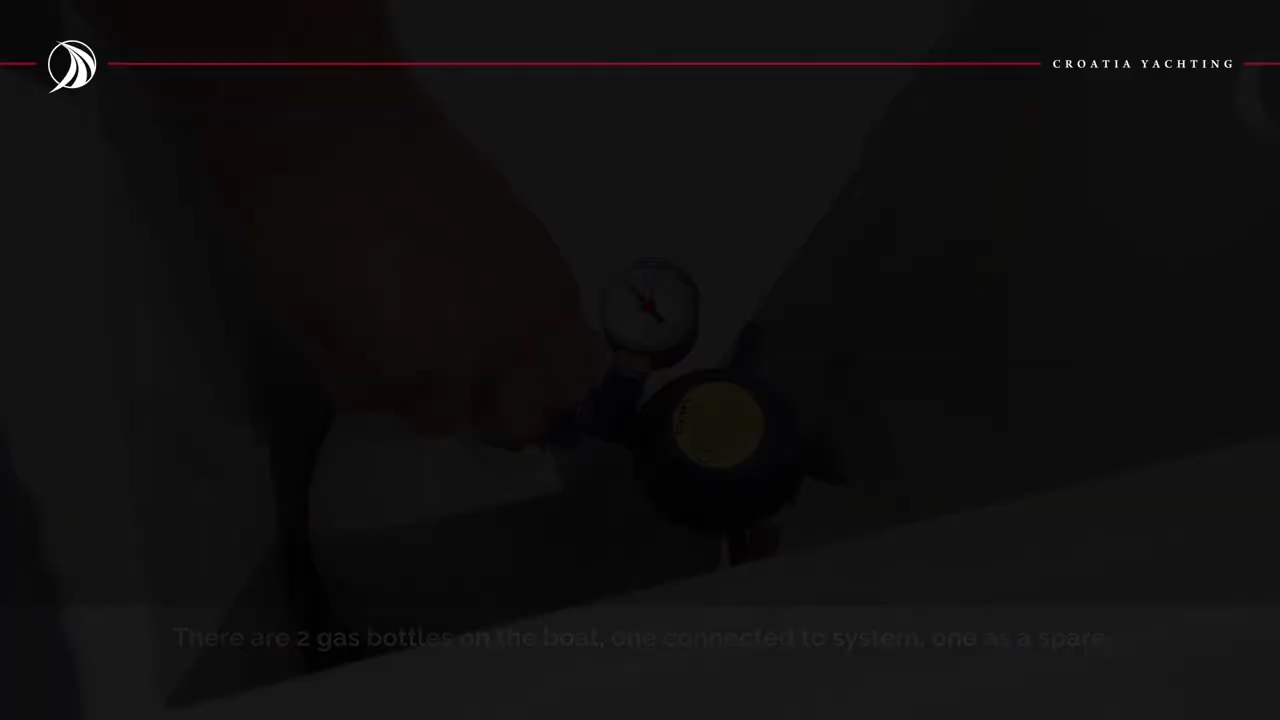 CROATIA YACHTING
There are 2 gas bottles on the boat, one connected to system, one as a spare